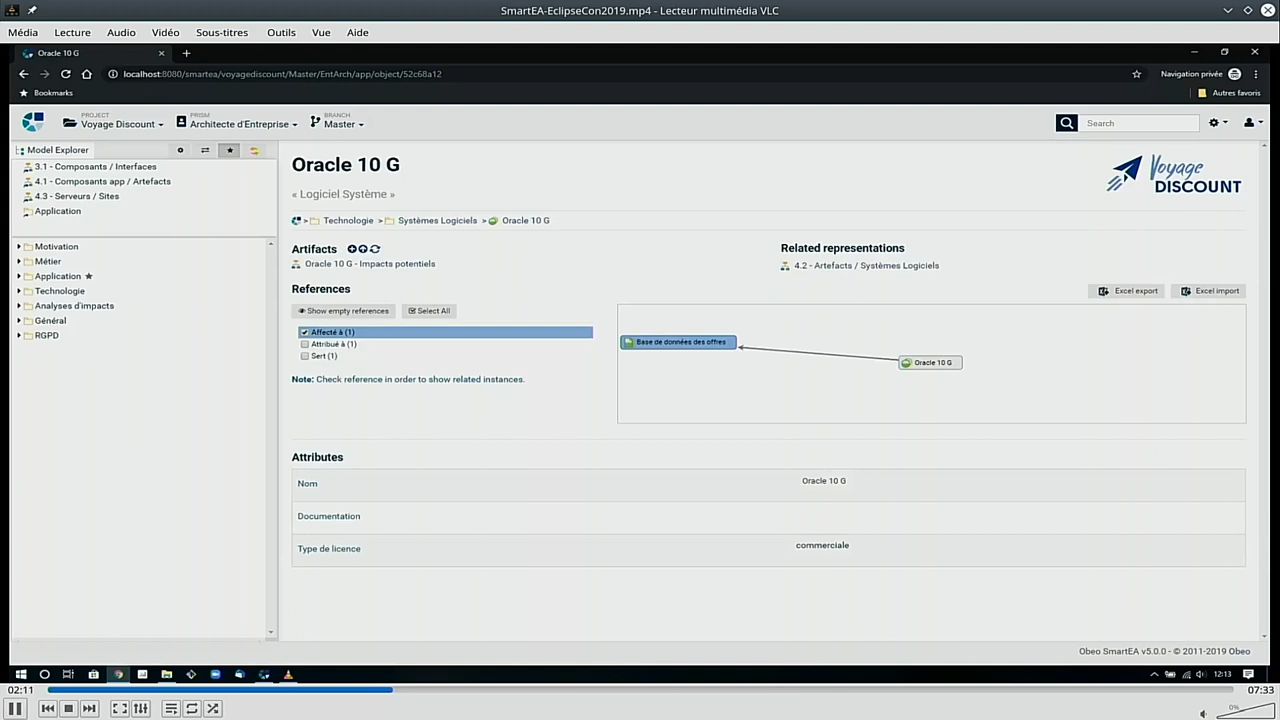 SmartEA-EclipseCon2019.mp4 - Lecteur multimédia VLC
Média Lecture Audio Vidéo Sous-titres Outils Vue Aide
Oracle 10 G
localhost:8080/smartea/voyagediscount/Master/EntArch/app/object/52c68a12
Navigation privée
Bookmarks
Autres favoris
PROJECT
Voyage Discount
PRISM
Architecte d'Entreprise
BRANCH
Master
Search
Model Explorer
3.1 - Composants / Interfaces
4.1 - Composants app / Artefacts
4.3 - Serveurs / Sites
Application
Motivation
Métier
Application
Technologie
Analyses d'impacts
Général
RGPD
Oracle 10 G
« Logiciel Système »
Voyage
DISCOUNT
> Technologie > Systèmes Logiciels > Oracle 10 G
Artifacts
Oracle 10 G - Impacts potentiels
Related representations
4.2 - Artefacts / Systèmes Logiciels
References
Excel export
Excel import
Show empty references
Select All
Affecté à (1)
Attribué à (1)
Sert (1)
Note: Check reference in order to show related instances.
Base de données des offres
Oracle 10 G
Attributes
Nom
Oracle 10 G
Documentation
Type de licence
commerciale
Obeo SmartEA v5.0.0 - © 2011-2019 Obeo
12:13
02:11
07:33
0%